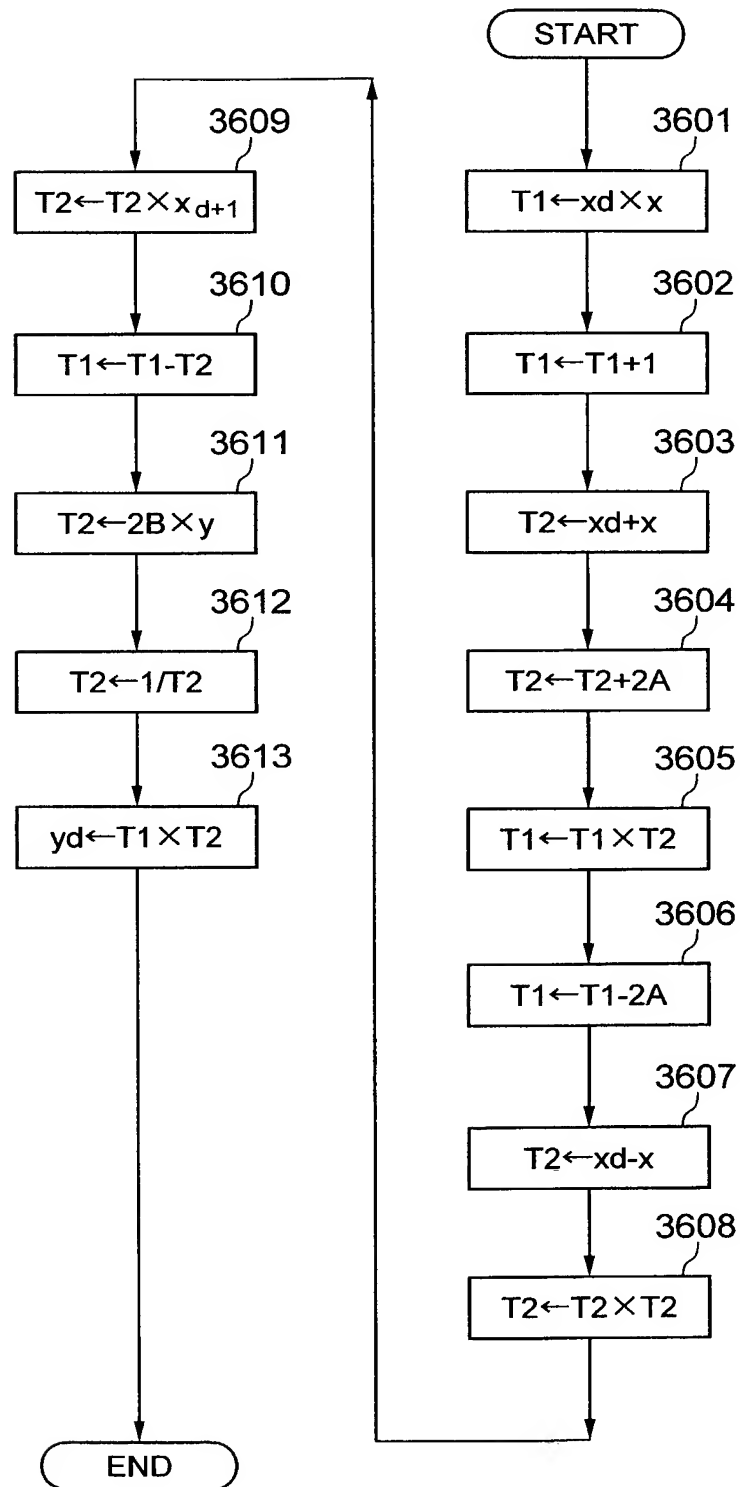 START
3601
T1←xd×x
3602
T1←T1+1
3603
T2←xd+x
3604
T2←T2+2A
3605
T1←T1×T2
3606
T1←T1-2A
3607
T2←xd-x
3608
T2←T2×T2
3609
T2←T2×x_{d+1}
3610
T1←T1-T2
3611
T2←2B×y
3612
T2←1/T2
3613
yd←T1×T2
END